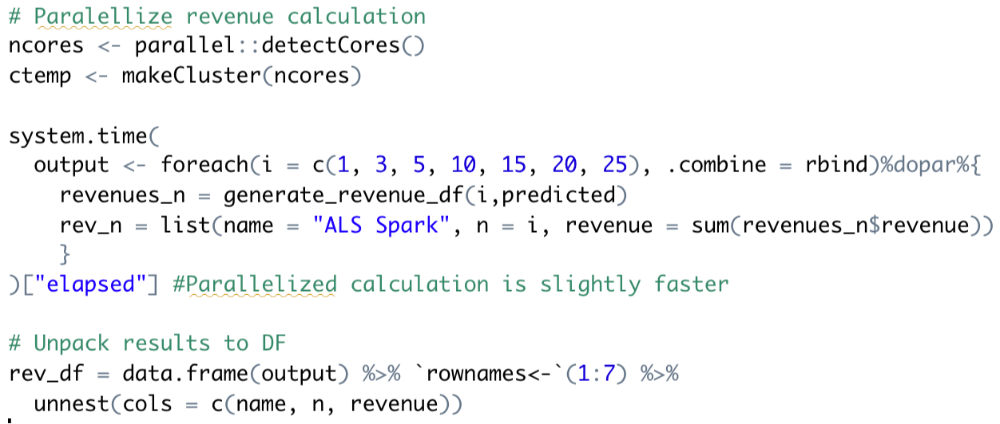 # Paralellize revenue calculation
ncores <- parallel::detectCores()
ctemp <- makeCluster(ncores)
system.time(
output <- foreach(i = c(1, 3, 5, 10, 15, 20, 25), .combine = rbind)%dopar%{
revenues_n = generate_revenue_df(i,predicted)
rev_n = list(name = "ALS Spark", n = i, revenue = sum(revenues_n$revenue))
}
)["elapsed"] #Parallelized calculation is slightly faster
# Unpack results to DF
rev_df = data.frame(output) %>% `rownames<-`(1:7) %>%
unnest(cols = c(name, n, revenue))